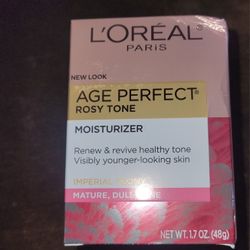 L'ORÉAL
PARIS
NEW LOOK
AGE PERFECT®
ROSY TONE
MOISTURIZER
Renew & revive healthy tone
Visibly younger-looking skin
IMPERIAL
MATURE, DULL
NET WT. 1.7 OZ. (48g)